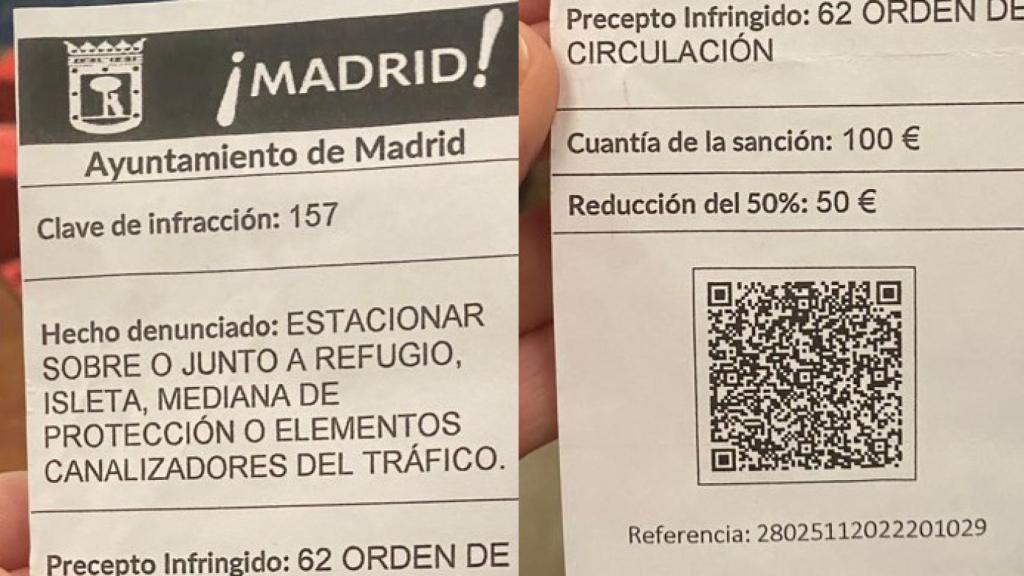 ¡MADRID!
Ayuntamiento de Madrid
Clave de infracción: 157
Hecho denunciado: ESTACIONAR
SOBRE O JUNTO A REFUGIO,
ISLETA, MEDIANA DE
PROTECCIÓN O ELEMENTOS
CANALIZADORES DEL TRÁFICO.
Precepto Infringido: 62 ORDEN DE
Precepto Infringido: 62 ORDEN DE
CIRCULACIÓN
Cuantía de la sanción: 100 €
Reducción del 50%: 50 €
Referencia: 28025112022201029